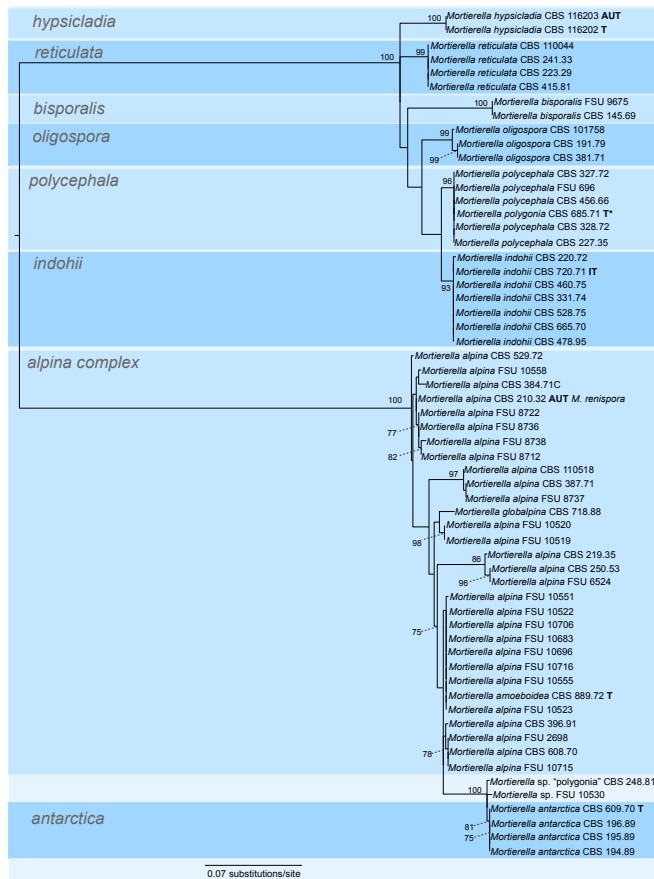 hypsicladia
100
Mortierella hypsicladia CBS 116203 AUT
Mortierella hypsicladia CBS 116202 T
reticulata
100
99
Mortierella reticulata CBS 110044
Mortierella reticulata CBS 241.33
Mortierella reticulata CBS 223.29
Mortierella reticulata CBS 415.81
bisporalis
100
Mortierella bisporalis FSU 9675
Mortierella bisporalis CBS 145.69
oligospora
99
99
Mortierella oligospora CBS 101758
Mortierella oligospora CBS 191.79
Mortierella oligospora CBS 381.71
polycephala
96
Mortierella polycephala CBS 327.72
Mortierella polycephala FSU 696
Mortierella polycephala CBS 456.66
Mortierella polygonia CBS 685.71 T*
Mortierella polycephala CBS 328.72
Mortierella polycephala CBS 227.35
indohii
93
Mortierella indohii CBS 220.72
Mortierella indohii CBS 720.71 IT
Mortierella indohii CBS 460.75
Mortierella indohii CBS 331.74
Mortierella indohii CBS 528.75
Mortierella indohii CBS 665.70
Mortierella indohii CBS 478.95
alpina complex
100
Mortierella alpina CBS 529.72
Mortierella alpina FSU 10558
Mortierella alpina CBS 384.71C
Mortierella alpina CBS 210.32 AUT M. renispora
Mortierella alpina FSU 8722
77
Mortierella alpina FSU 8736
Mortierella alpina FSU 8738
82
Mortierella alpina FSU 8712
97
Mortierella alpina CBS 110518
Mortierella alpina CBS 387.71
Mortierella alpina FSU 8737
Mortierella globalpina CBS 718.88
Mortierella alpina FSU 10520
98
Mortierella alpina FSU 10519
86
Mortierella alpina CBS 219.35
Mortierella alpina CBS 250.53
96
Mortierella alpina FSU 6524
Mortierella alpina FSU 10551
Mortierella alpina FSU 10522
75
Mortierella alpina FSU 10706
Mortierella alpina FSU 10683
Mortierella alpina FSU 10696
Mortierella alpina FSU 10716
Mortierella alpina FSU 10555
Mortierella amoeboidea CBS 889.72 T
Mortierella alpina FSU 10523
Mortierella alpina CBS 396.91
Mortierella alpina FSU 2698
78
Mortierella alpina CBS 608.70
Mortierella alpina FSU 10715
Mortierella sp. "polygonia" CBS 248.81
100
Mortierella sp. FSU 10530
antarctica
Mortierella antarctica CBS 609.70 T
81
Mortierella antarctica CBS 196.89
75
Mortierella antarctica CBS 195.89
Mortierella antarctica CBS 194.89
0.07 substitutions/site